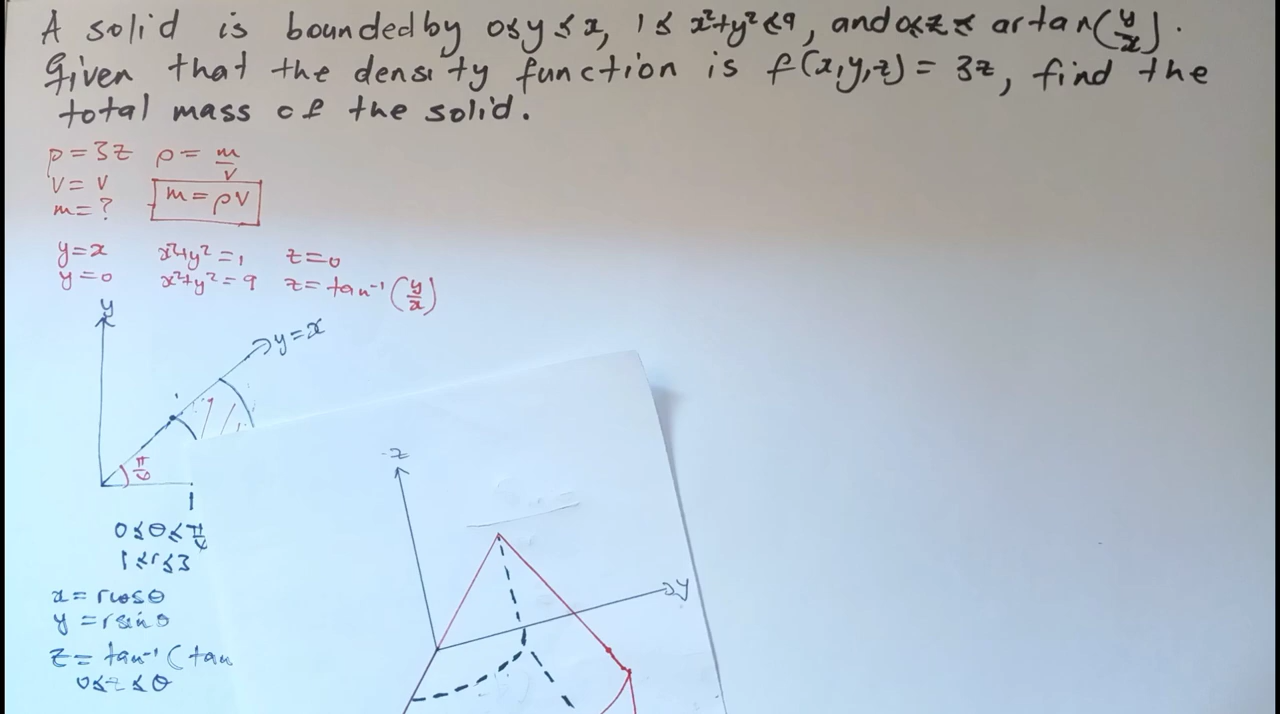 A solid is bounded by 0≤y≤x, 1≤ x²+y² ≤9, and 0≤z≤ artan(y/x).
Given that the density function is f(x,y,z) = 3z, find the
total mass of the solid.
ρ = 3z ρ = m/v
V = V
m = ρV
m = ?
y=x x²+y²=1 z=0
y=0 x²+y²=9 z=tan⁻¹(y/x)
y
y=x
π/4
1
0≤θ≤π/4
1≤r≤3
x = rcosθ
y = rsinθ
z = tan⁻¹(tan
0≤z≤θ
z
y